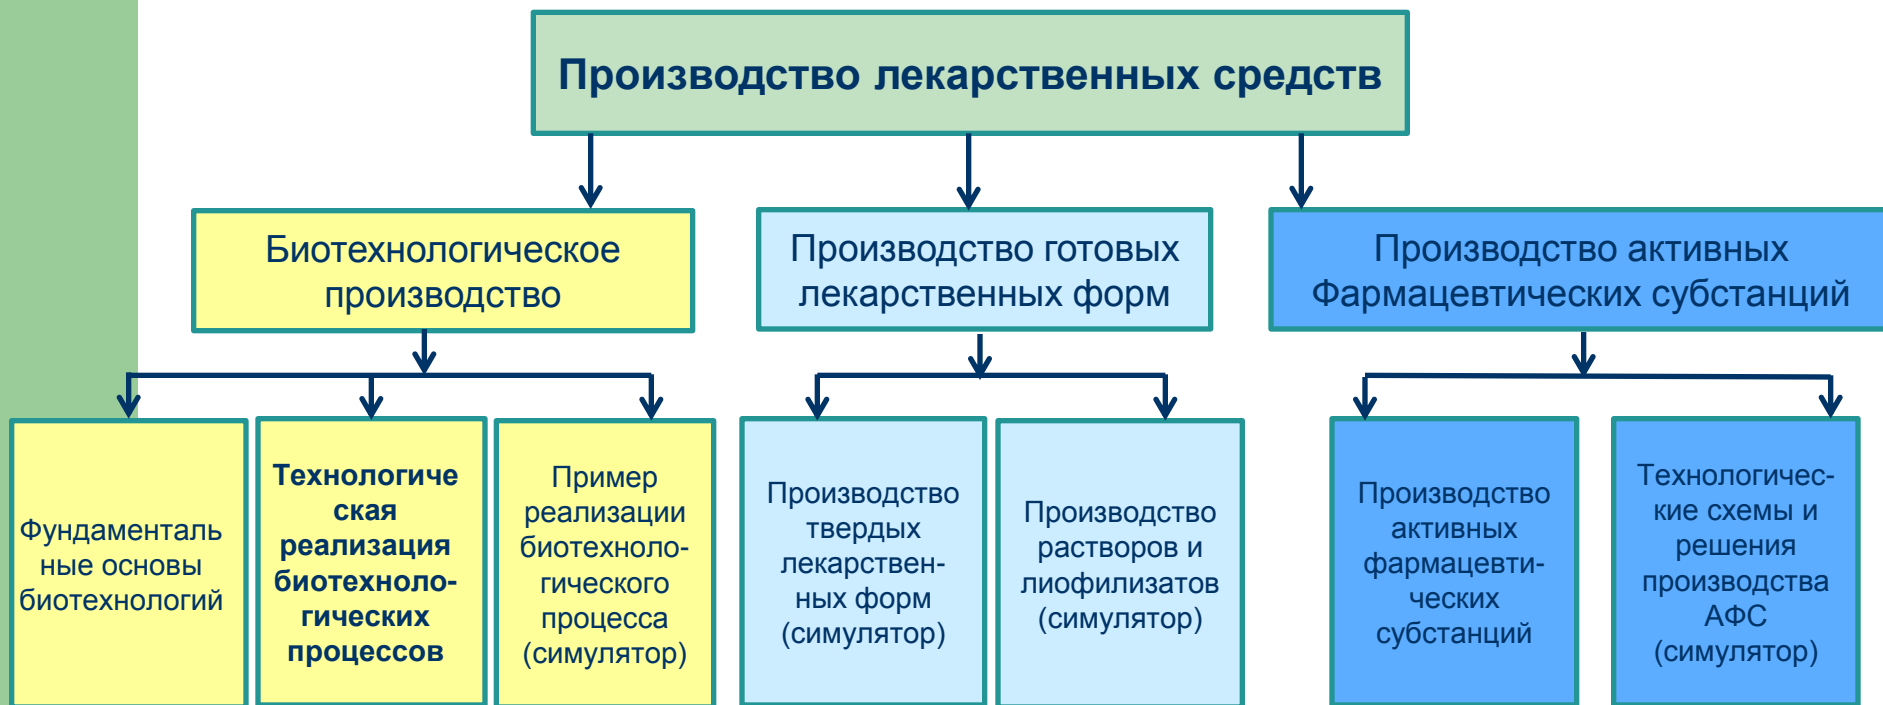 Производство лекарственных средств
Биотехнологическое
производство
Производство готовых
лекарственных форм
Производство активных
Фармацевтических субстанций
Фундаменталь
ные основы
биотехнологий
Технологиче
ская
реализация
биотехноло-
гических
процессов
Пример
реализации
биотехноло-
гического
процесса
(симулятор)
Производство
твердых
лекарствен-
ных форм
(симулятор)
Производство
растворов и
лиофилизатов
(симулятор)
Производство
активных
фармацевти-
ческих
субстанций
Технологичес-
кие схемы и
решения
производства
АФС
(симулятор)